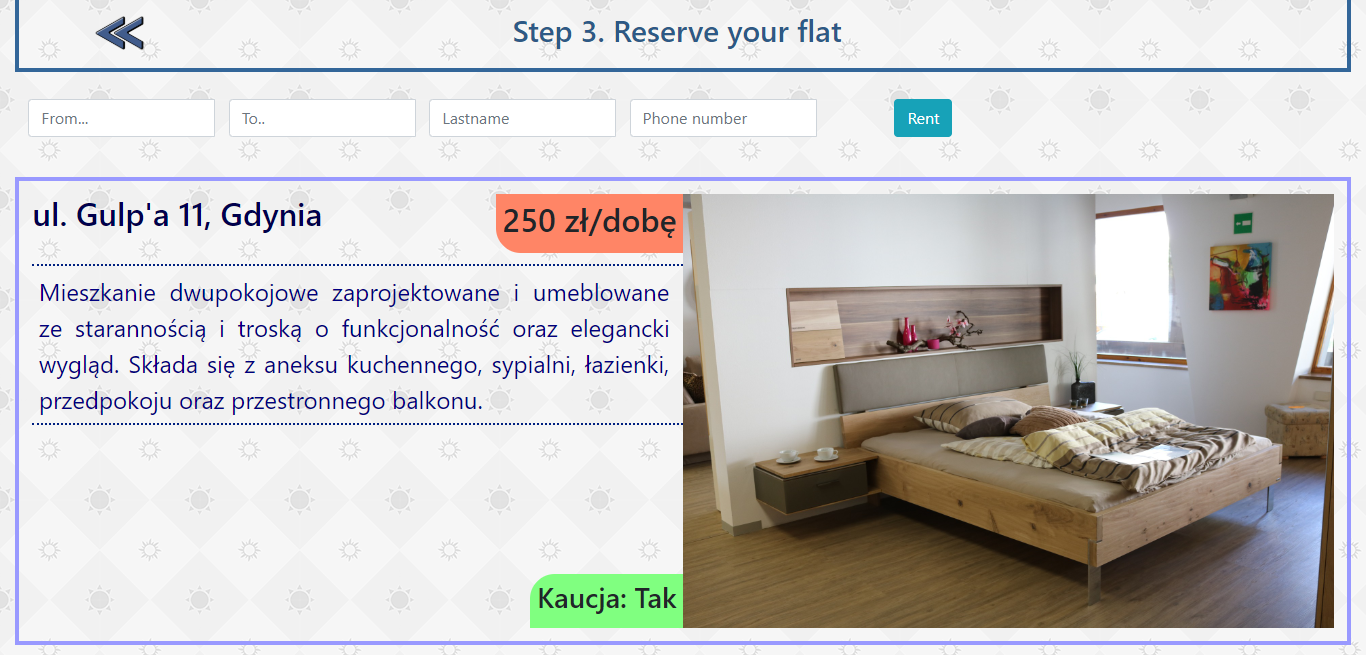 Step 3. Reserve your flat
From...
To..
Lastname
Phone number
Rent
ul. Gulp'a 11, Gdynia
250 zł/dobę
Mieszkanie dwupokojowe zaprojektowane i umeblowane
ze starannością i troską o funkcjonalność oraz elegancki
wygląd. Składa się z aneksu kuchennego, sypialni, łazienki,
przedpokoju oraz przestronnego balkonu.
Kaucja: Tak